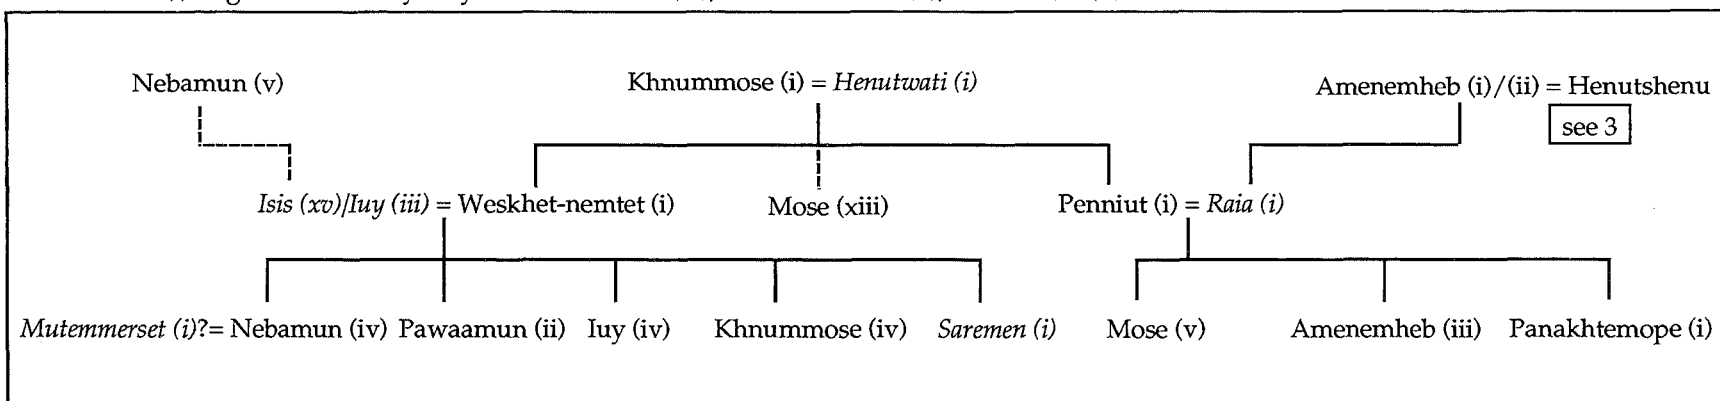 Nebamun (v) Khnummose (i) = Henutwati (i) Amenemheb (i)/(ii) = Henutshenu
see 3
Isis (xv)/Iuy (iii) = Weskhet-nemtet (i) Mose (xiii) Penniut (i) = Raia (i)
Mutemmerset (i)?= Nebamun (iv) Pawaamun (ii) Iuy (iv) Khnummose (iv) Saremen (i) Mose (v) Amenemheb (iii) Panakhtemope (i)